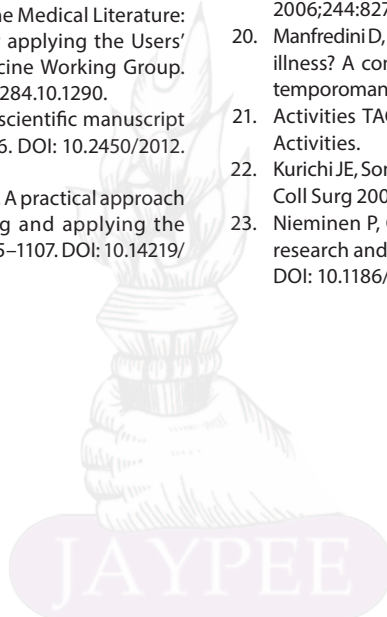 ne Medical Literature:
applying the Users'
cine Working Group.
284.10.1290.
scientific manuscript
6. DOI: 10.2450/2012.
A practical approach
g and applying the
5–1107. DOI: 10.14219/
2006;244:827
20. Manfredini D,
illness? A con
temporoman
21. Activities TAC
Activities.
22. Kurichi JE, Son
Coll Surg 200
23. Nieminen P, C
research and
DOI: 10.1186/
JAYPEE